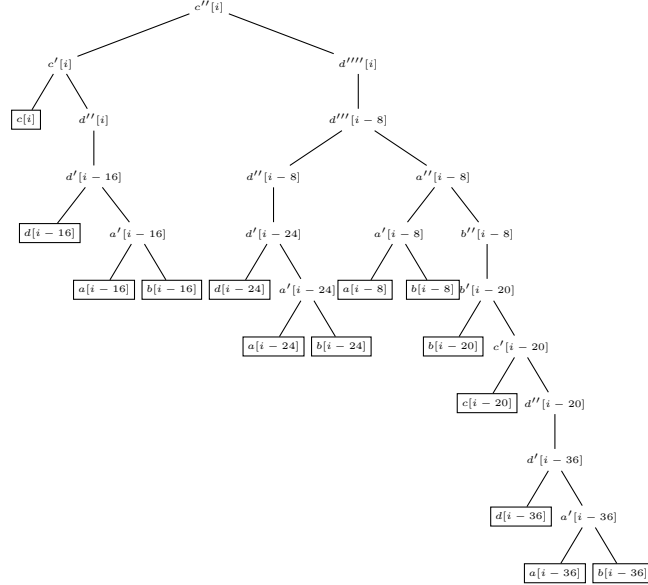 c''[i]
c'[i] d''''[i]
c[i] d''[i] d'''[i − 8]
d'[i − 16] d''[i − 8] a''[i − 8]
d[i − 16] a'[i − 16] d'[i − 24] a'[i − 8] b''[i − 8]
a[i − 16] b[i − 16] d[i − 24] a'[i − 24] a[i − 8] b[i − 8] b'[i − 20]
a[i − 24] b[i − 24] b[i − 20] c'[i − 20]
c[i − 20] d''[i − 20]
d'[i − 36]
d[i − 36] a'[i − 36]
a[i − 36] b[i − 36]